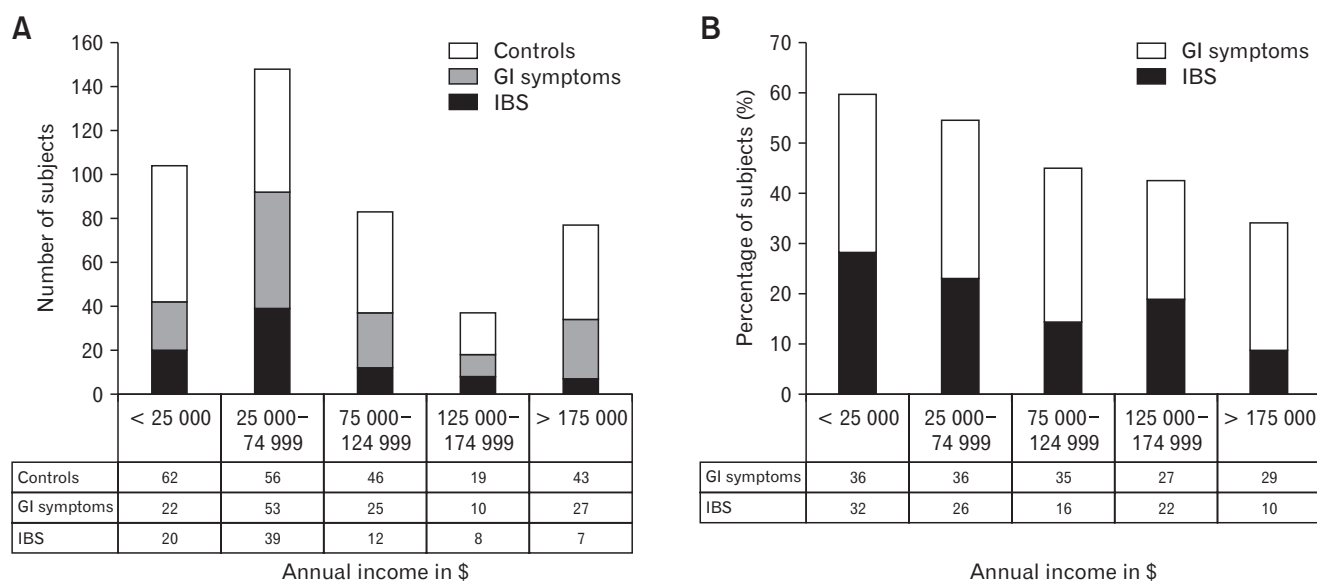 A
160
140
120
100
80
60
40
20
0
Number of subjects
Controls
GI symptoms
IBS
< 25 000 25 000– 75 000– 125 000– > 175 000
74 999 124 999 174 999
Controls 62 56 46 19 43
GI symptoms 22 53 25 10 27
IBS 20 39 12 8 7
Annual income in $
B
70
60
50
40
30
20
10
0
Percentage of subjects (%)
GI symptoms
IBS
< 25 000 25 000– 75 000– 125 000– > 175 000
74 999 124 999 174 999
GI symptoms 36 36 35 27 29
IBS 32 26 16 22 10
Annual income in $